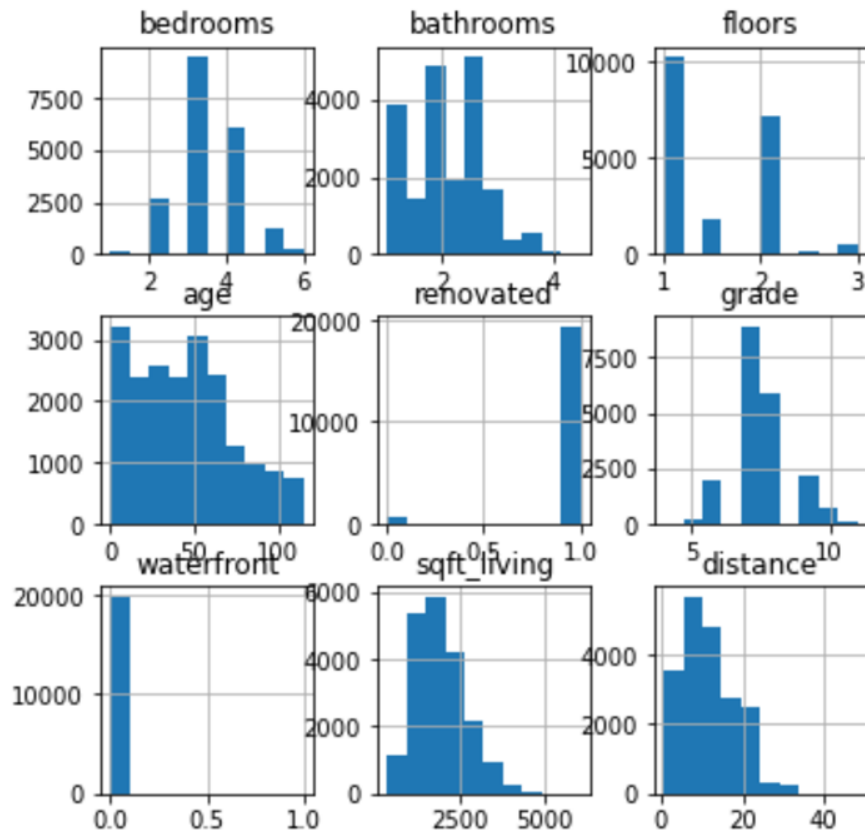 bedrooms
7500
5000
2500
0
2 4 6
bathrooms
4000
2000
0
2 4
floors
10000
5000
0
1 2 3
age
3000
2000
1000
0
0 50 100
renovated
20000
10000
0
0.0 0.5 1.0
grade
7500
5000
2500
0
5 10
waterfront
20000
10000
0
0.0 0.5 1.0
sqft_living
6000
4000
2000
0
2500 5000
distance
4000
2000
0
0 20 40